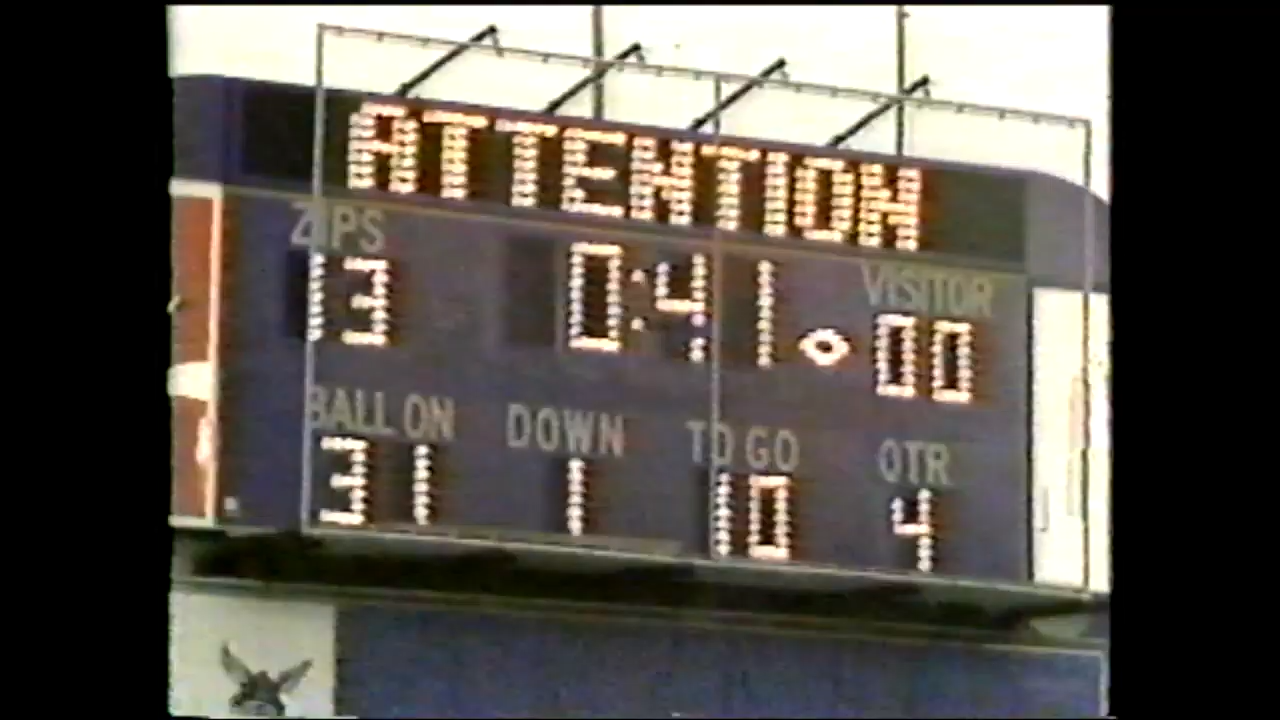 ATTENTION
ZIPS
VISITOR
13 0:41 00
BALL ON DOWN TO GO QTR
31 1 10 4